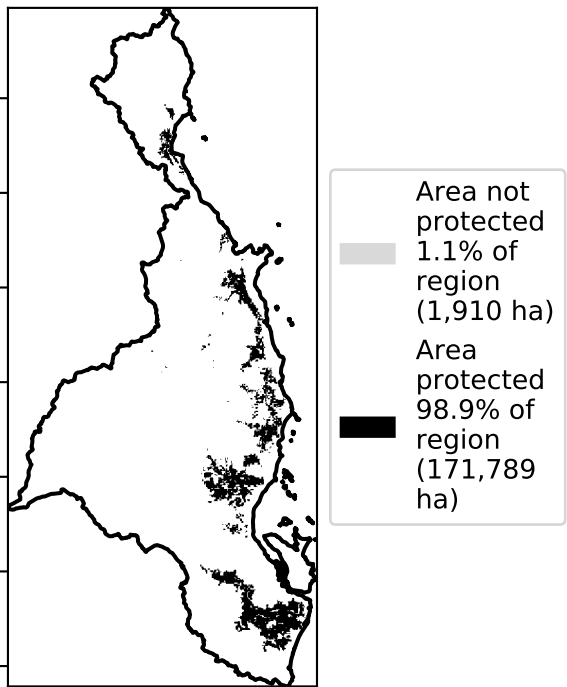 Area not
protected
1.1% of
region
(1,910 ha)
Area
protected
98.9% of
region
(171,789
ha)